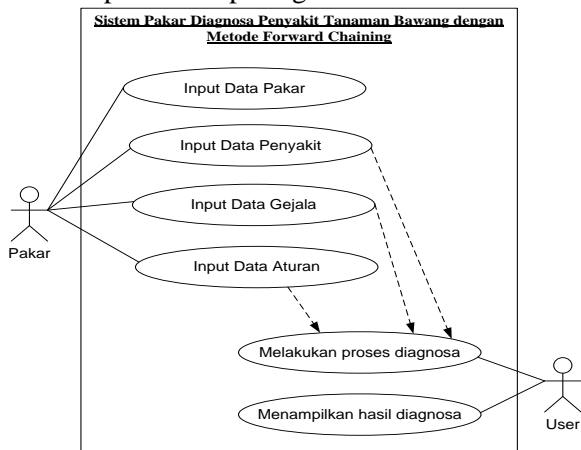 Sistem Pakar Diagnosa Penyakit Tanaman Bawang dengan
Metode Forward Chaining
Input Data Pakar
Input Data Penyakit
Input Data Gejala
Pakar
Input Data Aturan
Melakukan proses diagnosa
Menampilkan hasil diagnosa
User